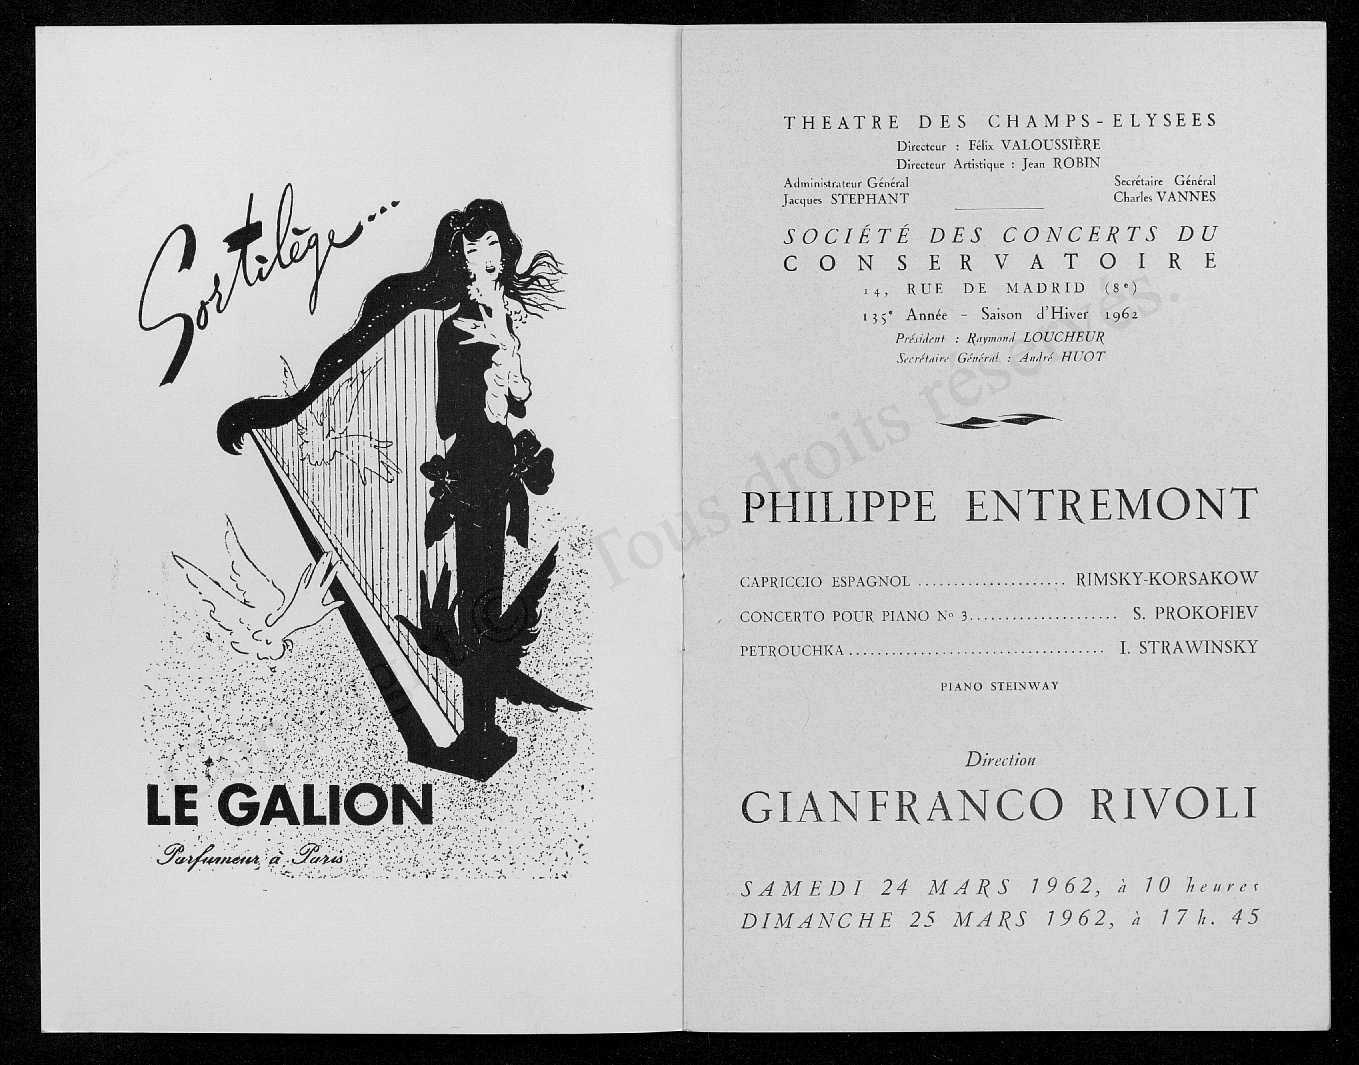 Sortilège...
LE GALION
Parfumeur à Paris
THEATRE DES CHAMPS-ELYSEES
Directeur : Félix VALOUSSIÈRE
Directeur Artistique : Jean ROBIN
Administrateur Général
Jacques STEPHANT
Secrétaire Général
Charles VANNES
SOCIÉTÉ DES CONCERTS DU
CONSERVATOIRE
14, RUE DE MADRID (8e)
135e Année - Saison d'Hiver 1962
Président : Raymond LOUCHEUR
Secrétaire Général : André HUOT
PHILIPPE ENTREMONT
CAPRICCIO ESPAGNOL .................... RIMSKY-KORSAKOW
CONCERTO POUR PIANO No 3..................... S. PROKOFIEV
PETROUCHKA .................................... I. STRAWINSKY
PIANO STEINWAY
Direction
GIANFRANCO RIVOLI
SAMEDI 24 MARS 1962, à 10 heures
DIMANCHE 25 MARS 1962, à 17 h. 45
© Tous droits réservés.